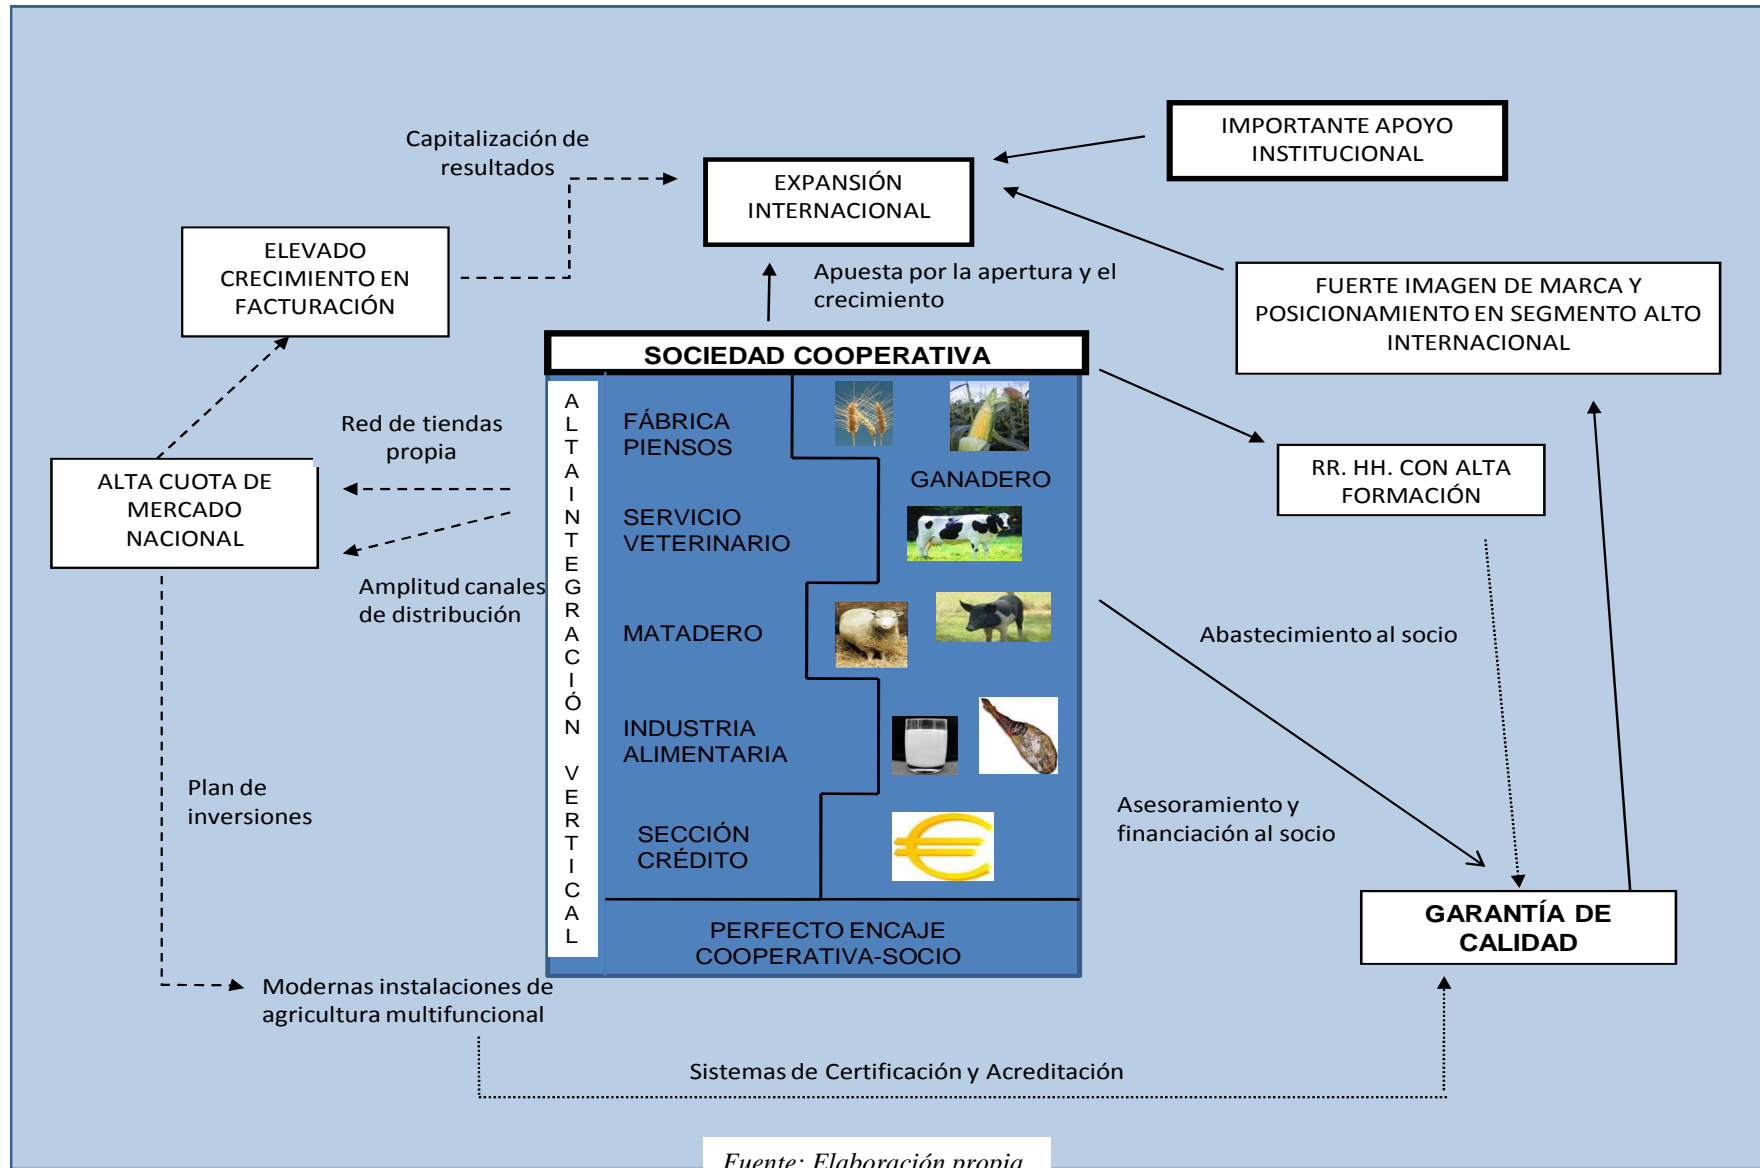 Capitalización de
resultados
IMPORTANTE APOYO
INSTITUCIONAL
EXPANSIÓN
INTERNACIONAL
ELEVADO
CRECIMIENTO EN
FACTURACIÓN
Apuesta por la apertura y el
crecimiento
FUERTE IMAGEN DE MARCA Y
POSICIONAMIENTO EN SEGMENTO ALTO
INTERNACIONAL
SOCIEDAD COOPERATIVA
ALTA INTEGRACIÓN VERTICAL
FÁBRICA
PIENSOS
GANADERO
SERVICIO
VETERINARIO
MATADERO
INDUSTRIA
ALIMENTARIA
SECCIÓN
CRÉDITO
PERFECTO ENCAJE
COOPERATIVA-SOCIO
Red de tiendas
propia
ALTA CUOTA DE
MERCADO
NACIONAL
Amplitud canales
de distribución
RR. HH. CON ALTA
FORMACIÓN
Abastecimiento al socio
Plan de
inversiones
Asesoramiento y
financiación al socio
GARANTÍA DE
CALIDAD
Modernas instalaciones de
agricultura multifuncional
Sistemas de Certificación y Acreditación
Fuente: Elaboración propia